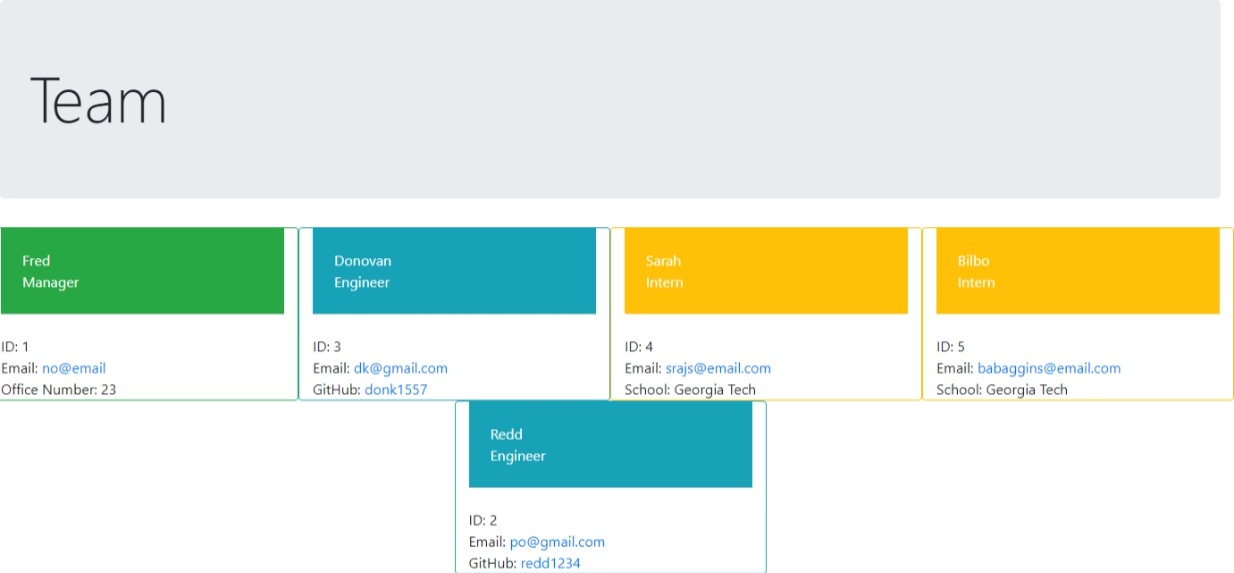 Team
Fred
Manager
ID: 1
Email: no@email
Office Number: 23
Donovan
Engineer
ID: 3
Email: dk@gmail.com
GitHub: donk1557
Sarah
Intern
ID: 4
Email: srajs@email.com
School: Georgia Tech
Bilbo
Intern
ID: 5
Email: babaggins@email.com
School: Georgia Tech
Redd
Engineer
ID: 2
Email: po@gmail.com
GitHub: redd1234